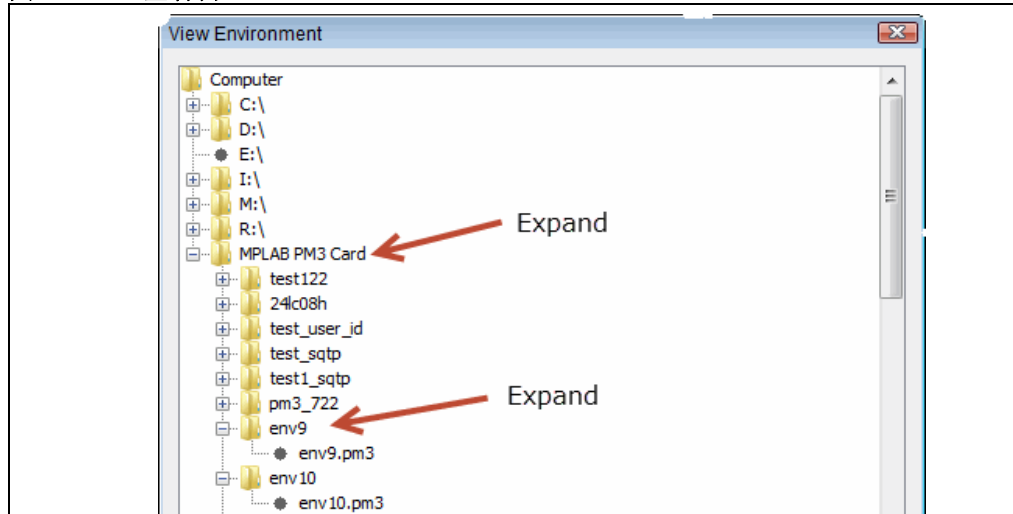 View Environment
Computer
C:\
D:\
E:\
I:\
M:\
R:\
Expand
MPLAB PM3 Card
test122
24lc08h
test_user_id
test_sqtp
test1_sqtp
Expand
pm3_722
env9
env9.pm3
env10
env10.pm3